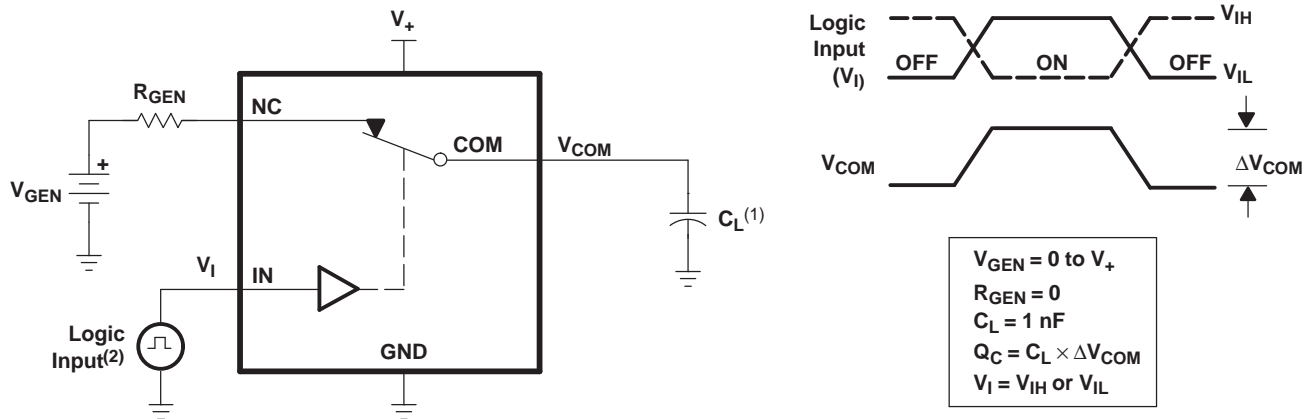 V+
RGEN
NC
COM
VCOM
VGEN
+
CL(1)
VI
IN
Logic
Input(2)
GND
Logic
Input
(VI)
OFF
ON
OFF
VIH
VIL
VCOM
ΔVCOM
VGEN = 0 to V+
RGEN = 0
CL = 1 nF
QC = CL × ΔVCOM
VI = VIH or VIL